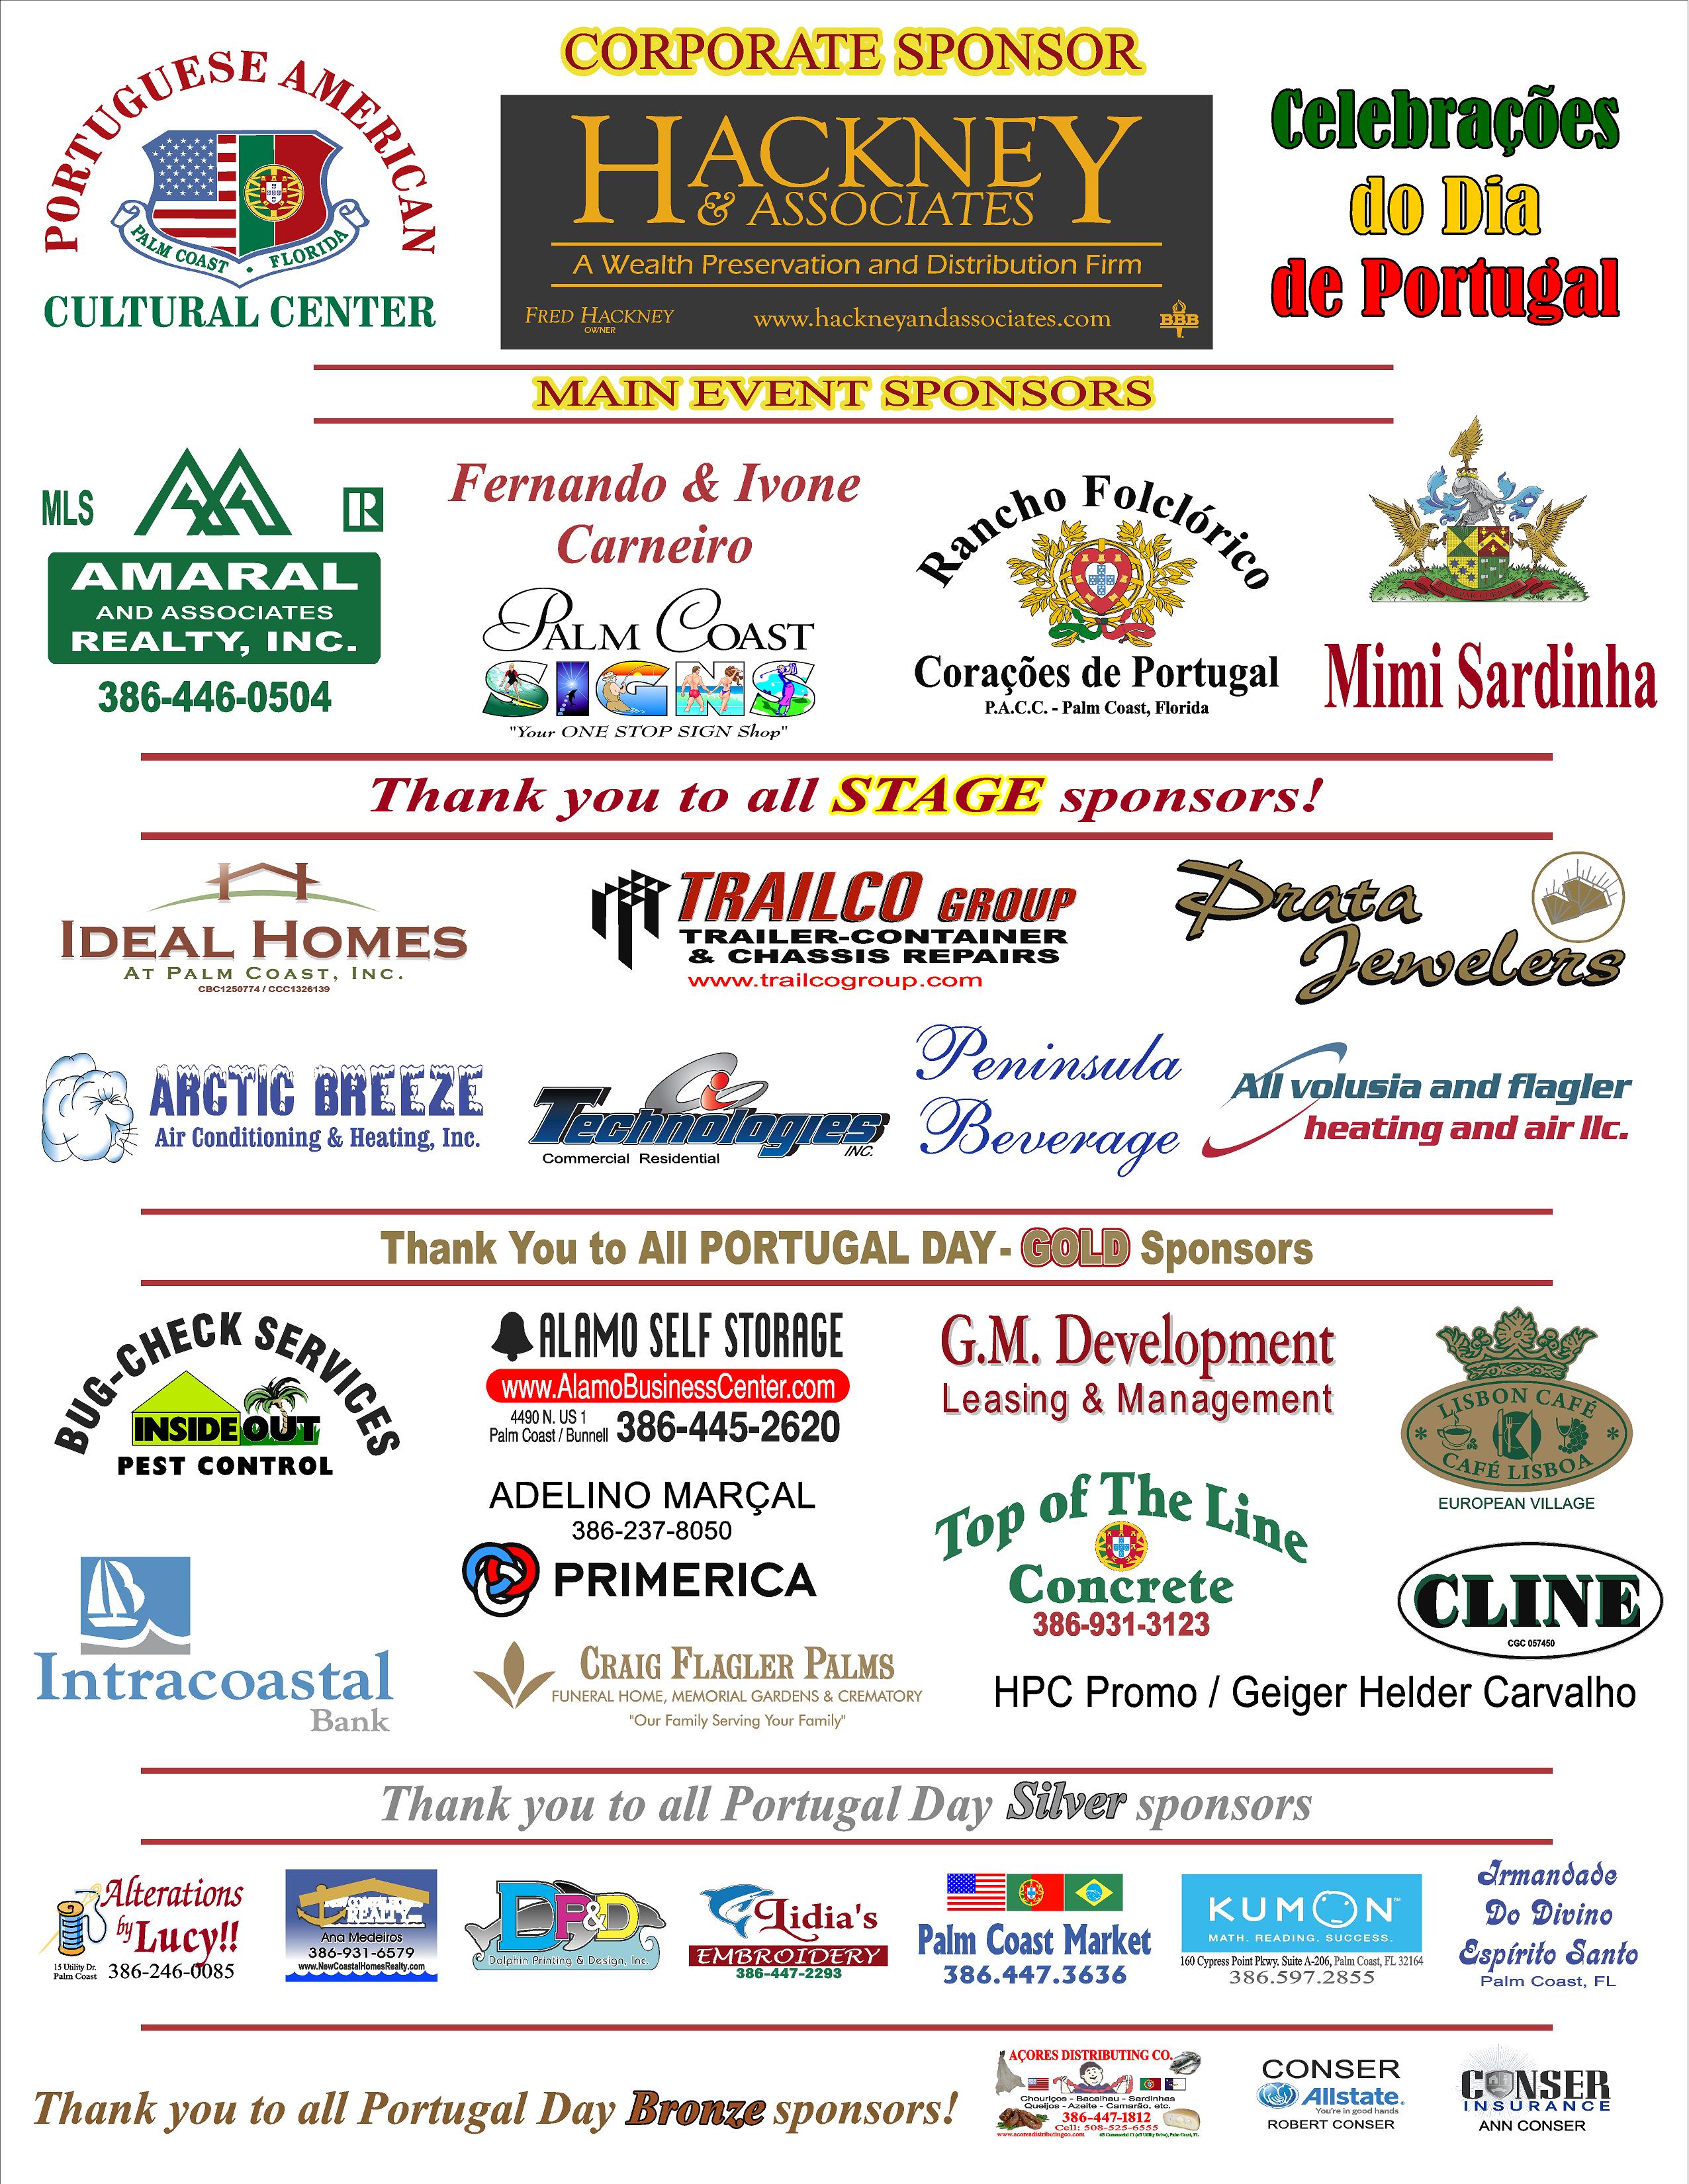 PORTUGUESE AMERICAN
PALM COAST • FLORIDA
CULTURAL CENTER
CORPORATE SPONSOR
HACKNEY
& ASSOCIATES
A Wealth Preservation and Distribution Firm
FRED HACKNEY
OWNER
www.hackneyandassociates.com
BBB
Celebrações
do Dia
de Portugal
MAIN EVENT SPONSORS
MLS
R
AMARAL
AND ASSOCIATES
REALTY, INC.
386-446-0504
Fernando & Ivone
Carneiro
PALM COAST
SIGNS
"Your ONE STOP SIGN Shop"
Rancho Folclórico
Corações de Portugal
P.A.C.C. - Palm Coast, Florida
Mimi Sardinha
Thank you to all STAGE sponsors!
IDEAL HOMES
AT PALM COAST, INC.
CBC1250774 / CCC1326139
TRAILCO GROUP
TRAILER-CONTAINER
& CHASSIS REPAIRS
www.trailcogroup.com
Prata
Jewelers
ARCTIC BREEZE
Air Conditioning & Heating, Inc.
Technologies
INC.
Commercial Residential
Peninsula
Beverage
All volusia and flagler
heating and air llc.
Thank You to All PORTUGAL DAY- GOLD Sponsors
BUG-CHECK SERVICES
INSIDE OUT
PEST CONTROL
ALAMO SELF STORAGE
www.AlamoBusinessCenter.com
4490 N. US 1
Palm Coast / Bunnell
386-445-2620
G.M. Development
Leasing & Management
LISBON CAFÉ
CAFÉ LISBOA
EUROPEAN VILLAGE
ADELINO MARÇAL
386-237-8050
PRIMERICA
Top of The Line
Concrete
386-931-3123
CLINE
CGC 057450
Intracoastal
Bank
CRAIG FLAGLER PALMS
FUNERAL HOME, MEMORIAL GARDENS & CREMATORY
"Our Family Serving Your Family"
HPC Promo / Geiger Helder Carvalho
Thank you to all Portugal Day Silver sponsors
Alterations
by Lucy!!
15 Utility Dr.
Palm Coast
386-246-0085
REALTY
Ana Medeiros
386-931-6579
www.NewCoastalHomesRealty.com
DP&D
Dolphin Printing & Design, Inc.
Lidia's
EMBROIDERY
386-447-2293
Palm Coast Market
386.447.3636
KUMON™
MATH. READING. SUCCESS.
160 Cypress Point Pkwy. Suite A-206, Palm Coast, FL 32164
386.597.2855
Irmandade
Do Divino
Espírito Santo
Palm Coast, FL
Thank you to all Portugal Day Bronze sponsors!
AÇORES DISTRIBUTING CO.
Chouriços - Bacalhau - Sardinhas
Queijos - Azeite - Camarão, etc.
386-447-1812
Cell: 508-525-6555
www.acoresdistributingco.com
CONSER
Allstate.
You're in good hands
ROBERT CONSER
CONSER
INSURANCE
ANN CONSER